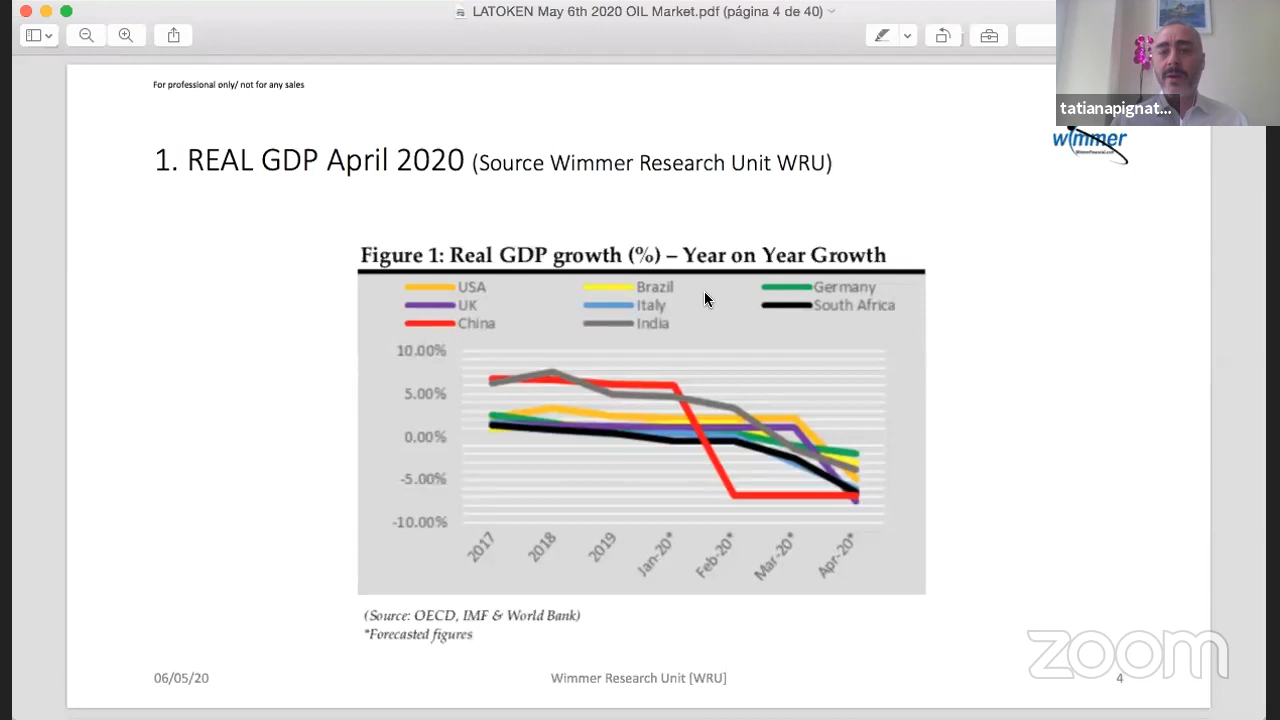 LATOKEN May 6th 2020 OIL Market.pdf (página 4 de 40)
tatianapignat...
For professional only/ not for any sales
wimmer
1. REAL GDP April 2020 (Source Wimmer Research Unit WRU)
Figure 1: Real GDP growth (%) – Year on Year Growth
USA Brazil Germany
UK Italy South Africa
China India
10.00%
5.00%
0.00%
-5.00%
-10.00%
2017 2018 2019 Jan-20* Feb-20* Mar-20* Apr-20*
(Source: OECD, IMF & World Bank)
*Forecasted figures
zoom
06/05/20 Wimmer Research Unit [WRU] 4